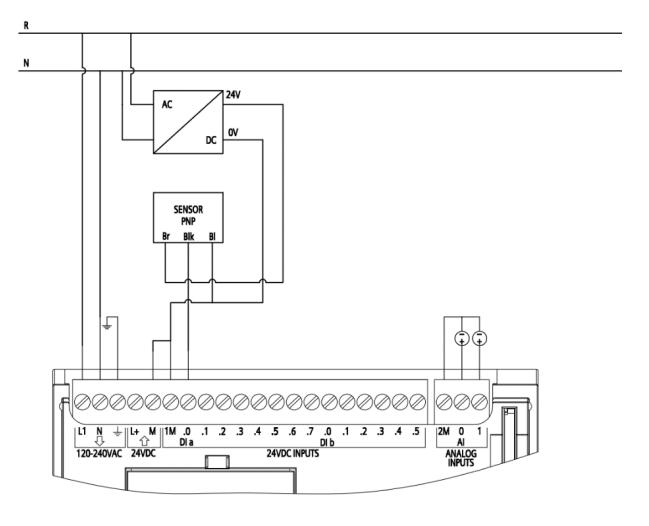 R
N
AC
24V
DC
0V
SENSOR
PNP
Br Blk Bl
L1 N L+ M 1M .0 .1 .2 .3 .4 .5 .6 .7 .0 .1 .2 .3 .4 .5 2M 0 1
DI a DI b AI
120-240VAC 24VDC 24VDC INPUTS ANALOG
INPUTS